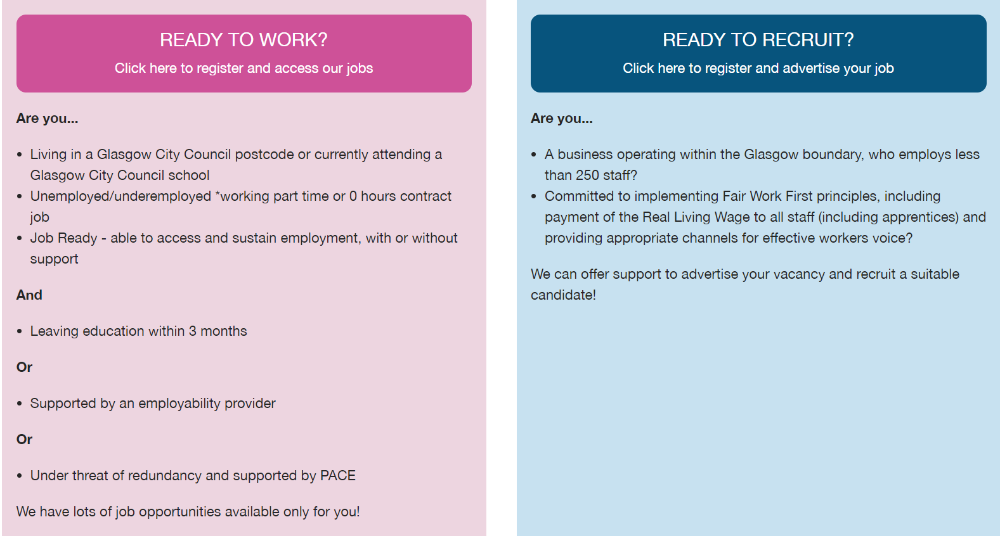 READY TO WORK?
Click here to register and access our jobs
Are you...
• Living in a Glasgow City Council postcode or currently attending a
Glasgow City Council school
• Unemployed/underemployed *working part time or 0 hours contract
job
• Job Ready - able to access and sustain employment, with or without
support
And
• Leaving education within 3 months
Or
• Supported by an employability provider
Or
• Under threat of redundancy and supported by PACE
We have lots of job opportunities available only for you!
READY TO RECRUIT?
Click here to register and advertise your job
Are you...
• A business operating within the Glasgow boundary, who employs less
than 250 staff?
• Committed to implementing Fair Work First principles, including
payment of the Real Living Wage to all staff (including apprentices) and
providing appropriate channels for effective workers voice?
We can offer support to advertise your vacancy and recruit a suitable
candidate!